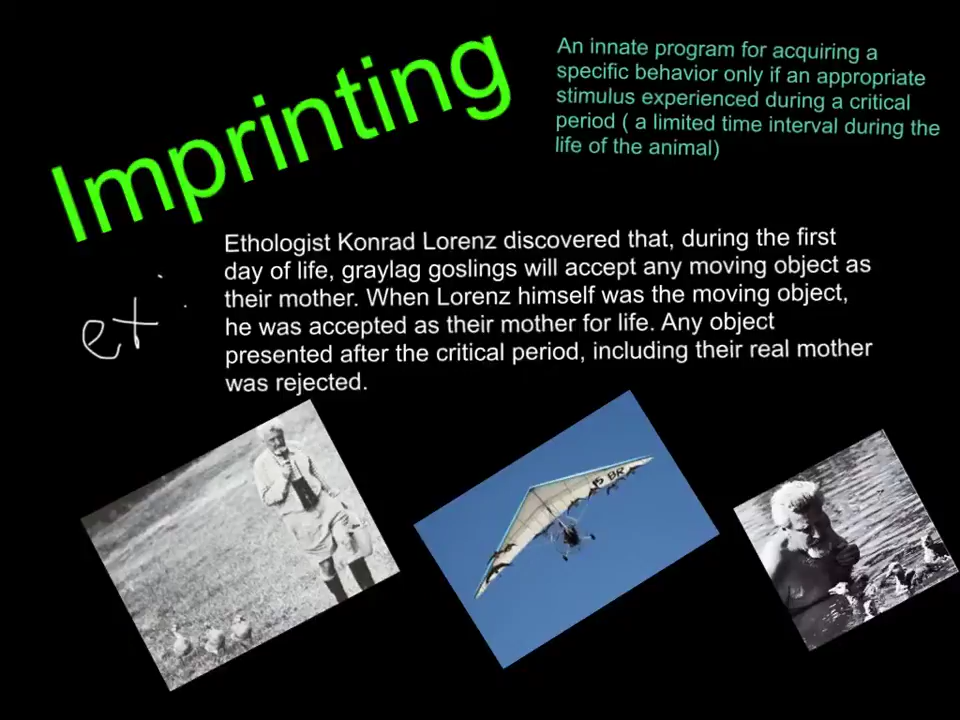 Imprinting
An innate program for acquiring a
specific behavior only if an appropriate
stimulus experienced during a critical
period ( a limited time interval during the
life of the animal)
Ethologist Konrad Lorenz discovered that, during the first
day of life, graylag goslings will accept any moving object as
their mother. When Lorenz himself was the moving object,
he was accepted as their mother for life. Any object
presented after the critical period, including their real mother
was rejected.
et
BR